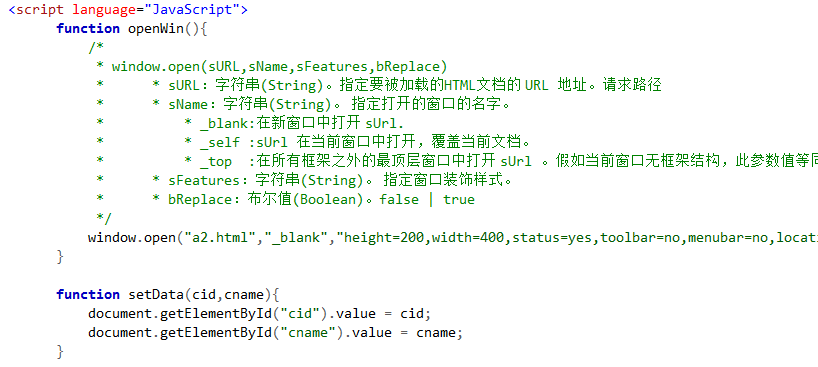 <script language="JavaScript">
function openWin(){
/*
* window.open(sURL,sName,sFeatures,bReplace)
* * sURL：字符串(String)。指定要被加载的HTML文档的 URL 地址。请求路径
* * sName：字符串(String)。 指定打开的窗口的名字。
* * _blank:在新窗口中打开 sUrl.
* * _self :sUrl 在当前窗口中打开，覆盖当前文档。
* * _top :在所有框架之外的最顶层窗口中打开 sUrl 。假如当前窗口无框架结构，此参数值等同
* * sFeatures：字符串(String)。 指定窗口装饰样式。
* * bReplace：布尔值(Boolean)。false | true
*/
window.open("a2.html","_blank","height=200,width=400,status=yes,toolbar=no,menubar=no,locati
}
function setData(cid,cname){
document.getElementById("cid").value = cid;
document.getElementById("cname").value = cname;
}